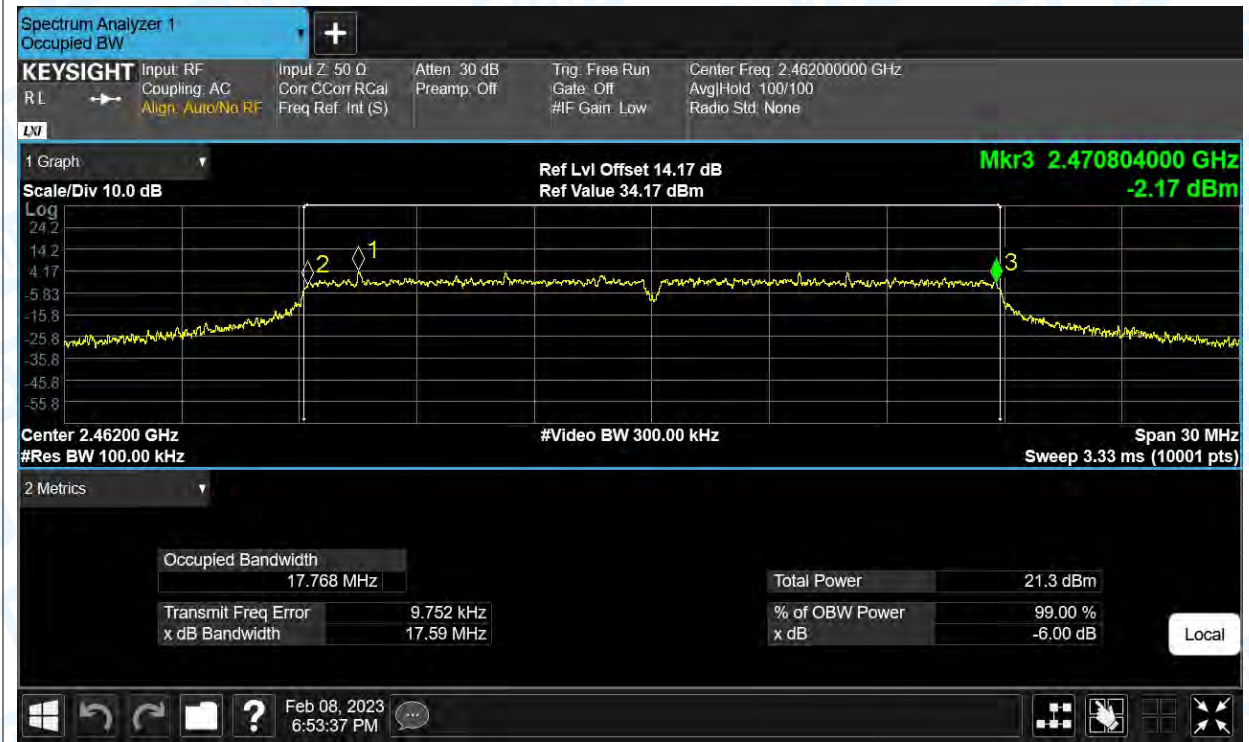 Spectrum Analyzer 1
Occupied BW
+
KEYSIGHT Input: RF Input Z: 50 Ω Atten: 30 dB Trig: Free Run Center Freq: 2.462000000 GHz
R L Coupling: AC Corr CCorr RCal Preamp: Off Gate: Off Avg|Hold: 100/100
Align: Auto/No RF Freq Ref: Int (S) #IF Gain: Low Radio Std: None
LXI
1 Graph Ref Lvl Offset 14.17 dB Mkr3 2.470804000 GHz
Scale/Div 10.0 dB Ref Value 34.17 dBm -2.17 dBm
Log
24.2
14.2
4.17
-5.83
-15.8
-25.8
-35.8
-45.8
-55.8
2 1 3
Center 2.46200 GHz #Video BW 300.00 kHz Span 30 MHz
#Res BW 100.00 kHz Sweep 3.33 ms (10001 pts)
2 Metrics
Occupied Bandwidth
17.768 MHz Total Power 21.3 dBm
Transmit Freq Error 9.752 kHz % of OBW Power 99.00 %
x dB Bandwidth 17.59 MHz x dB -6.00 dB
Local
? Feb 08, 2023
6:53:37 PM